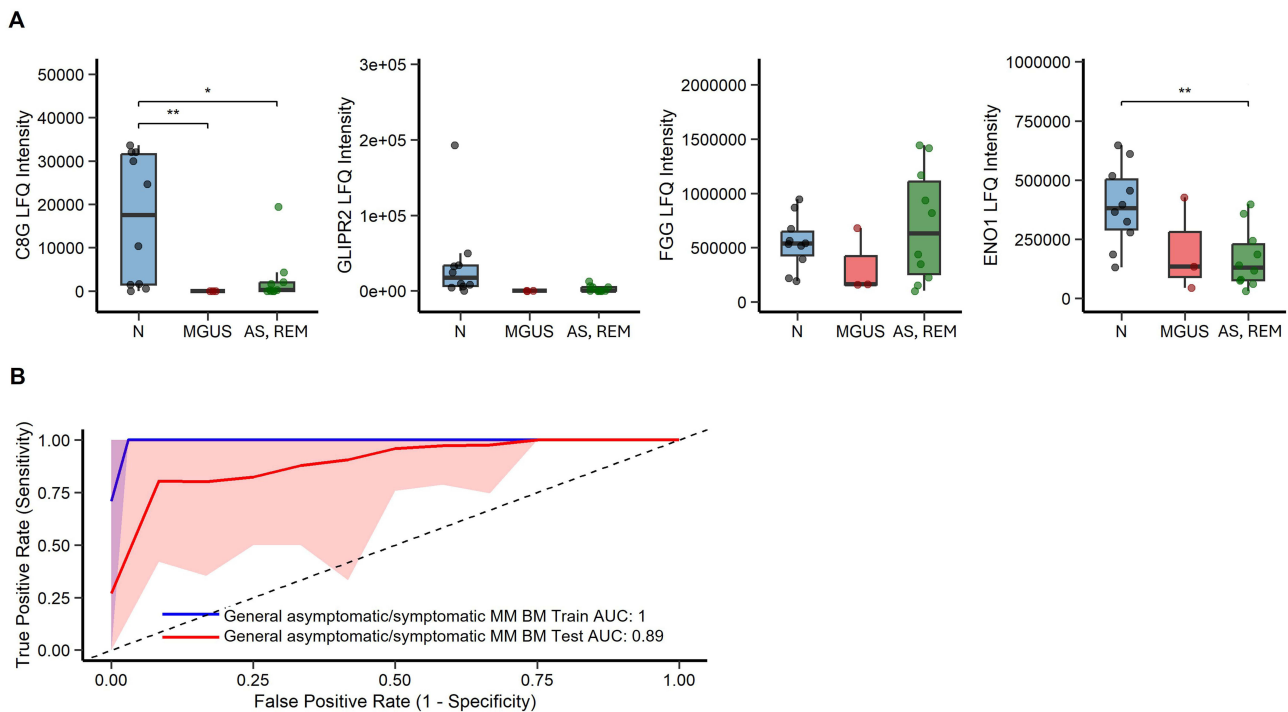 A
C8G LFQ Intensity
50000
40000
30000
20000
10000
0
*
**
N
MGUS
AS, REM
GLIPR2 LFQ Intensity
3e+05
2e+05
1e+05
0e+00
N
MGUS
AS, REM
FGG LFQ Intensity
2000000
1500000
1000000
500000
0
N
MGUS
AS, REM
ENO1 LFQ Intensity
1000000
750000
500000
250000
0
**
N
MGUS
AS, REM
B
True Positive Rate (Sensitivity)
1.00
0.75
0.50
0.25
0.00
General asymptomatic/symptomatic MM BM Train AUC: 1
General asymptomatic/symptomatic MM BM Test AUC: 0.89
0.00
0.25
0.50
0.75
1.00
False Positive Rate (1 - Specificity)